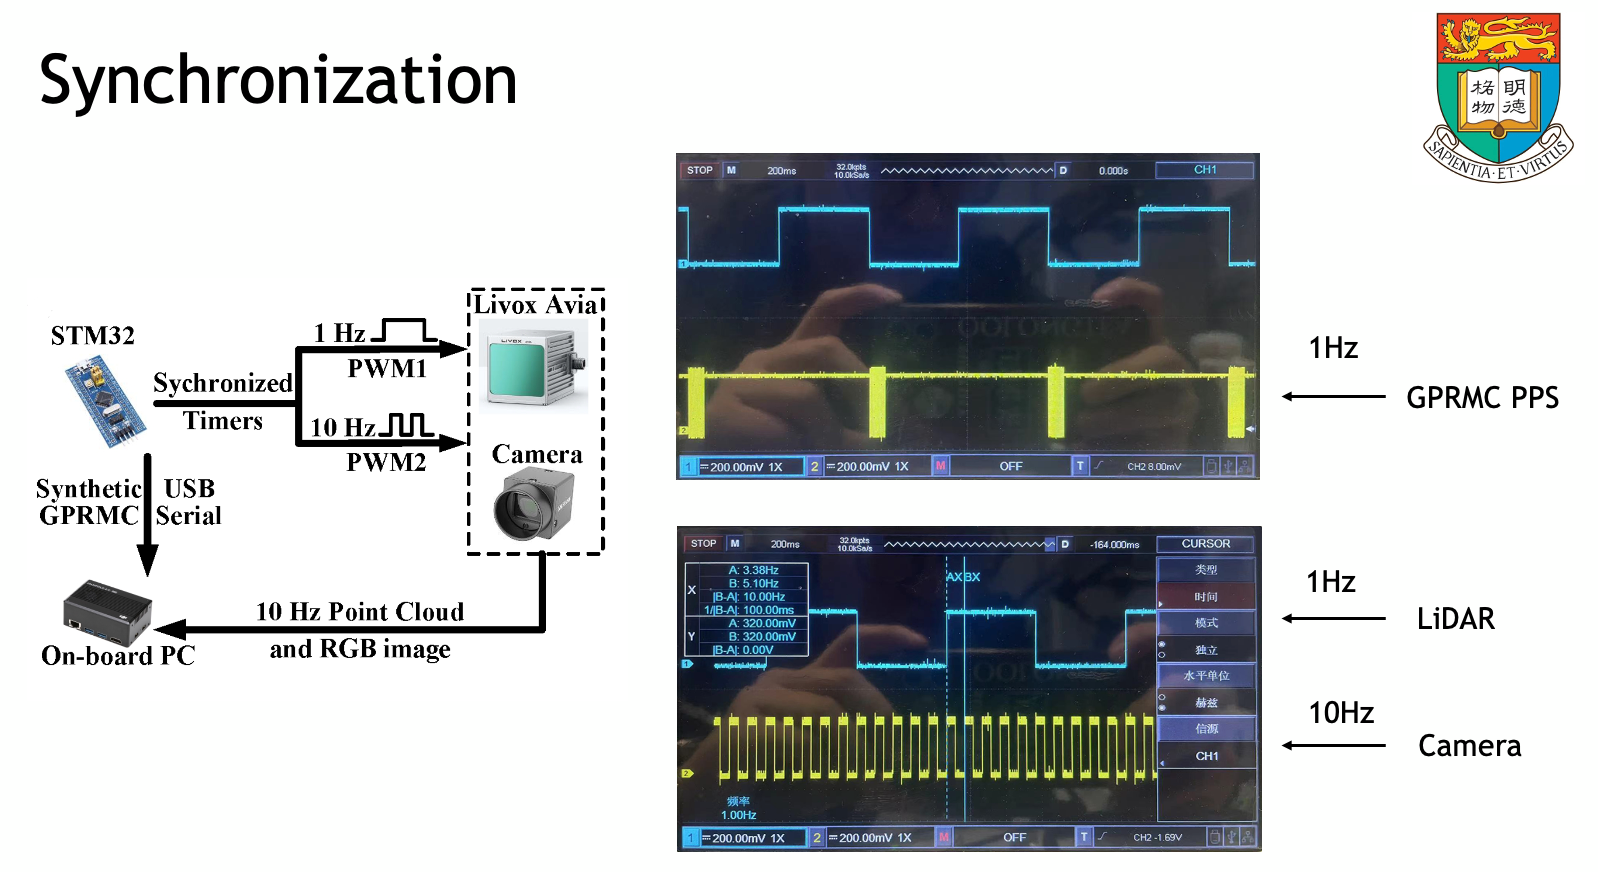 Synchronization
格物
明德
SAPIENTIA·ET·VIRTUS
STM32
Sychronized
Timers
1 Hz
PWM1
10 Hz
PWM2
Livox Avia
LIVOX
Camera
Synthetic USB
GPRMC Serial
On-board PC
10 Hz Point Cloud
and RGB image
STOP M 200ms 32.0kpts D 0.000s CH1
10.0kSa/s
1
2
1 200.00mV 1X 2 200.00mV 1X M OFF T CH2 8.00mV
1Hz
GPRMC PPS
STOP M 200ms 32.0kpts D -164.000ms CURSOR
10.0kSa/s
X
A: 3.38Hz
B: 5.10Hz
|B-A|: 10.00Hz
1/|B-A|: 100.00ms
Y
A: 320.00mV
B: 320.00mV
|B-A|: 0.00V
AX BX
类型
时间
模式
独立
水平单位
赫兹
信源
CH1
1
2
频率
1.00Hz
1 200.00mV 1X 2 200.00mV 1X M OFF T CH2 -1.69V
1Hz
LiDAR
10Hz
Camera